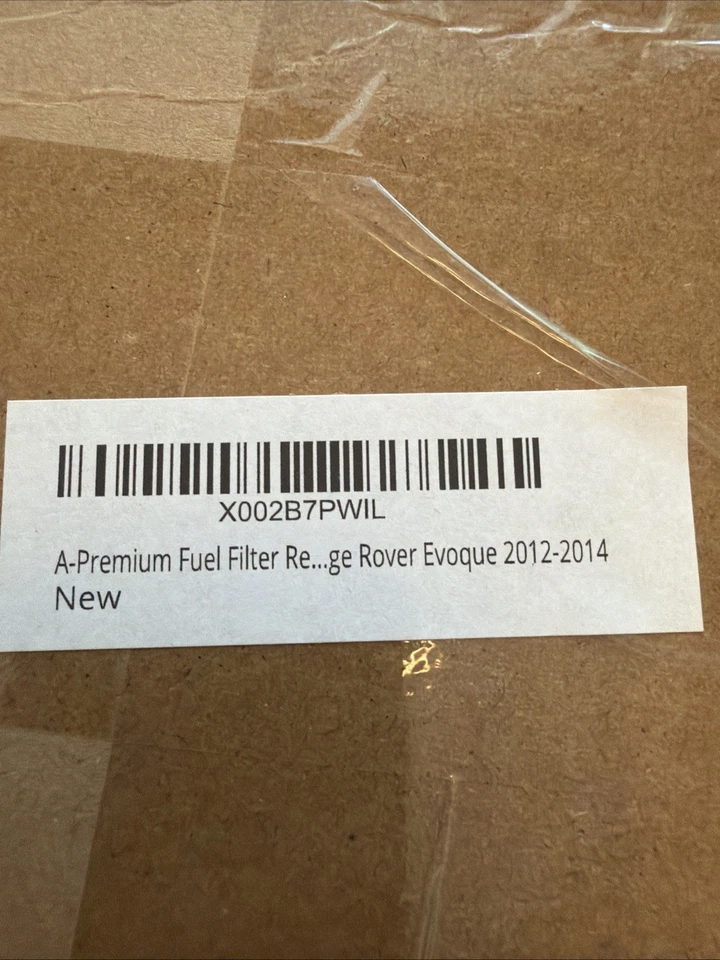 X002B7PWIL
A-Premium Fuel Filter Re...ge Rover Evoque 2012-2014
New